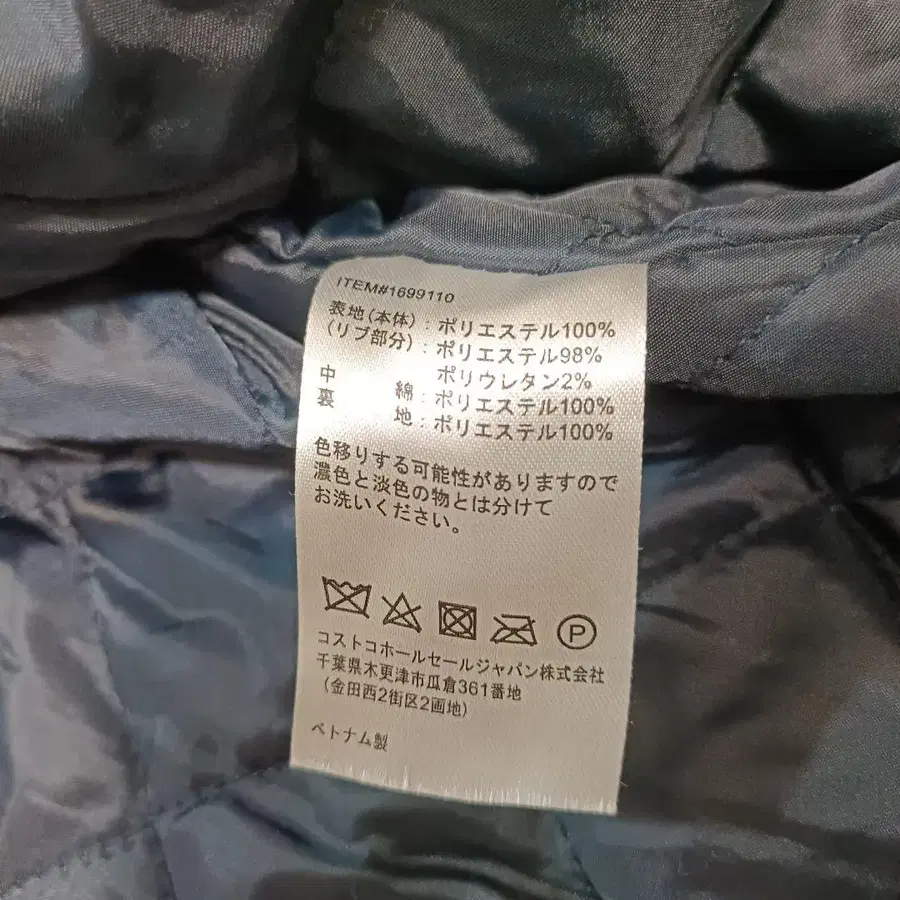 ITEM#1699110
表地(本体):ポリエステル100%
(リブ部分):ポリエステル98%
ポリウレタン2%
中 綿:ポリエステル100%
裏 地:ポリエステル100%
色移りする可能性がありますので
濃色と淡色の物とは分けて
お洗いください。
P
コストコホールセールジャパン株式会社
千葉県木更津市瓜倉361番地
(金田西2街区2画地)
ベトナム製